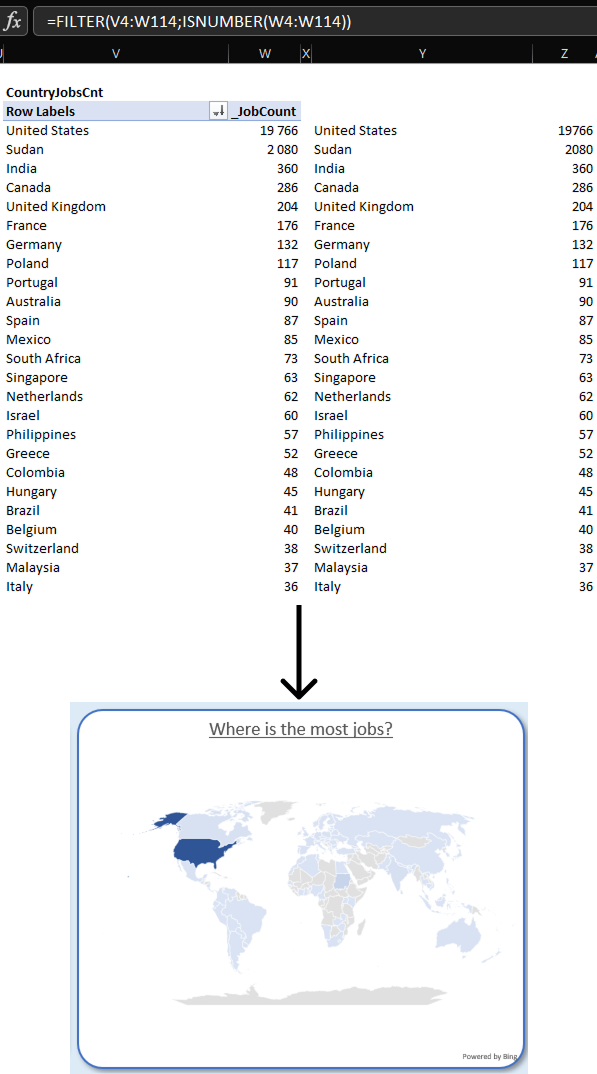 fx =FILTER(V4:W114;ISNUMBER(W4:W114))
V W X Y Z
CountryJobsCnt
Row Labels _JobCount
United States 19 766 United States 19766
Sudan 2 080 Sudan 2080
India 360 India 360
Canada 286 Canada 286
United Kingdom 204 United Kingdom 204
France 176 France 176
Germany 132 Germany 132
Poland 117 Poland 117
Portugal 91 Portugal 91
Australia 90 Australia 90
Spain 87 Spain 87
Mexico 85 Mexico 85
South Africa 73 South Africa 73
Singapore 63 Singapore 63
Netherlands 62 Netherlands 62
Israel 60 Israel 60
Philippines 57 Philippines 57
Greece 52 Greece 52
Colombia 48 Colombia 48
Hungary 45 Hungary 45
Brazil 41 Brazil 41
Belgium 40 Belgium 40
Switzerland 38 Switzerland 38
Malaysia 37 Malaysia 37
Italy 36 Italy 36
Where is the most jobs?
Powered by Bing